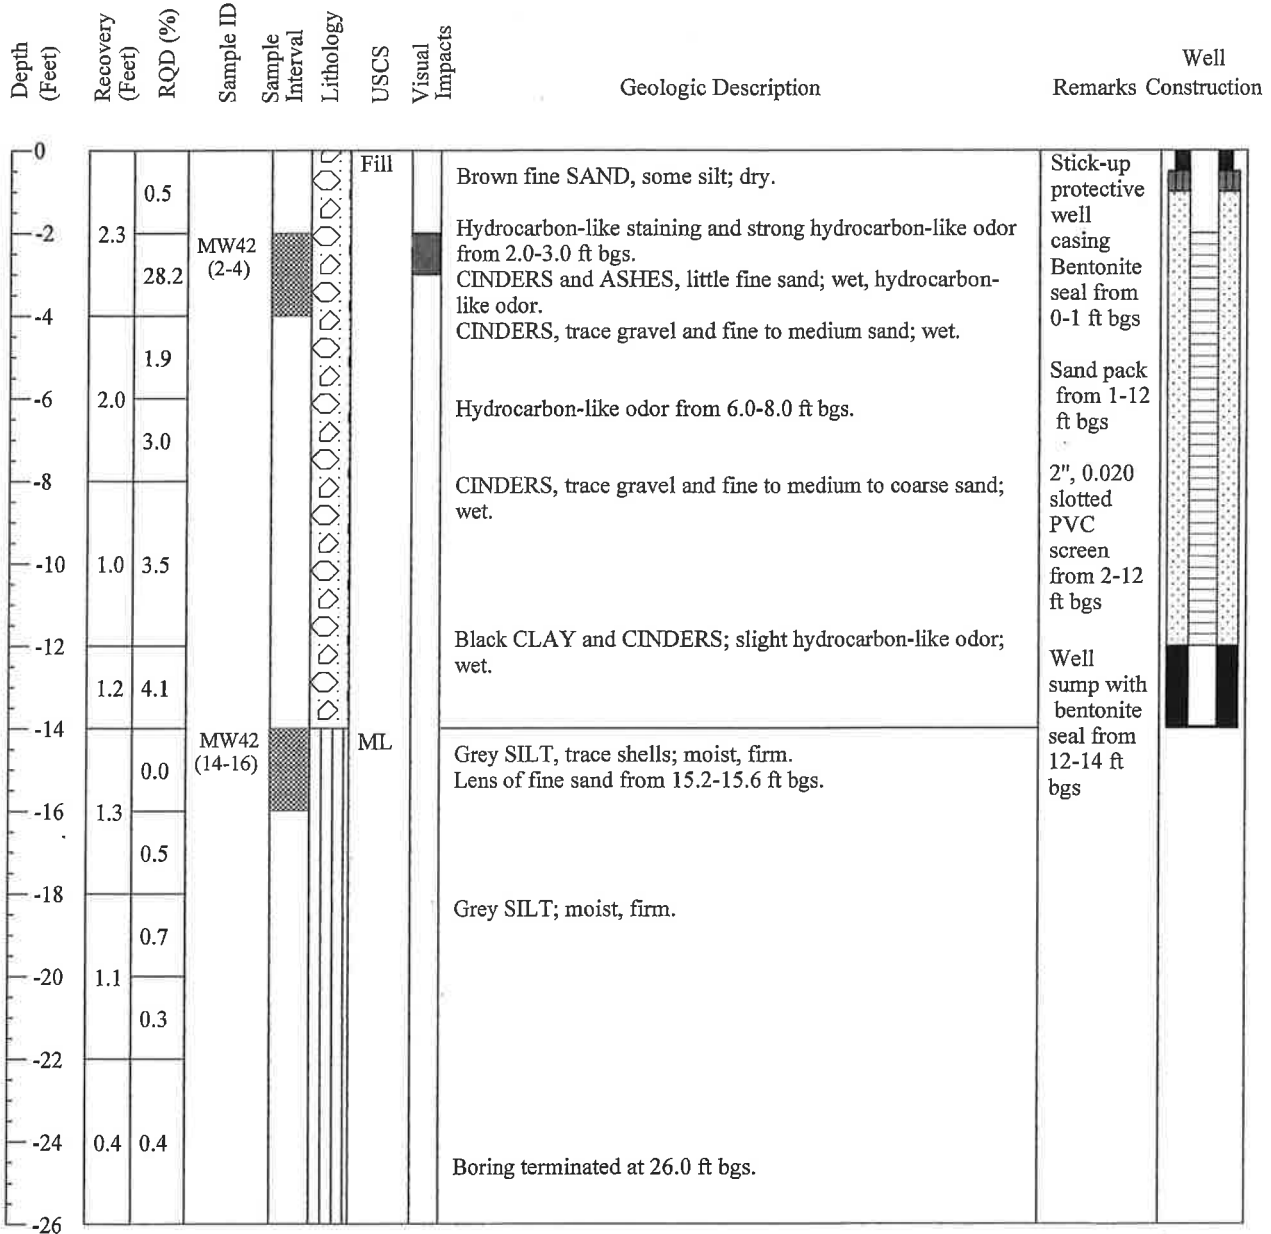 Depth
(Feet)
Recovery
(Feet)
RQD (%)
Sample ID
Sample
Interval
Lithology
USCS
Visual
Impacts
Geologic Description
Remarks
Well
Construction
0
-2
-4
-6
-8
-10
-12
-14
-16
-18
-20
-22
-24
-26
2.3
2.0
1.0
1.2
1.3
1.1
0.4
0.5
28.2
1.9
3.0
3.5
4.1
0.0
0.5
0.7
0.3
0.4
MW42
(2-4)
MW42
(14-16)
Fill
ML
Brown fine SAND, some silt; dry.
Hydrocarbon-like staining and strong hydrocarbon-like odor
from 2.0-3.0 ft bgs.
CINDERS and ASHES, little fine sand; wet, hydrocarbon-
like odor.
CINDERS, trace gravel and fine to medium sand; wet.
Hydrocarbon-like odor from 6.0-8.0 ft bgs.
CINDERS, trace gravel and fine to medium to coarse sand;
wet.
Black CLAY and CINDERS; slight hydrocarbon-like odor;
wet.
Grey SILT, trace shells; moist, firm.
Lens of fine sand from 15.2-15.6 ft bgs.
Grey SILT; moist, firm.
Boring terminated at 26.0 ft bgs.
Stick-up
protective
well
casing
Bentonite
seal from
0-1 ft bgs
Sand pack
from 1-12
ft bgs
2", 0.020
slotted
PVC
screen
from 2-12
ft bgs
Well
sump with
bentonite
seal from
12-14 ft
bgs